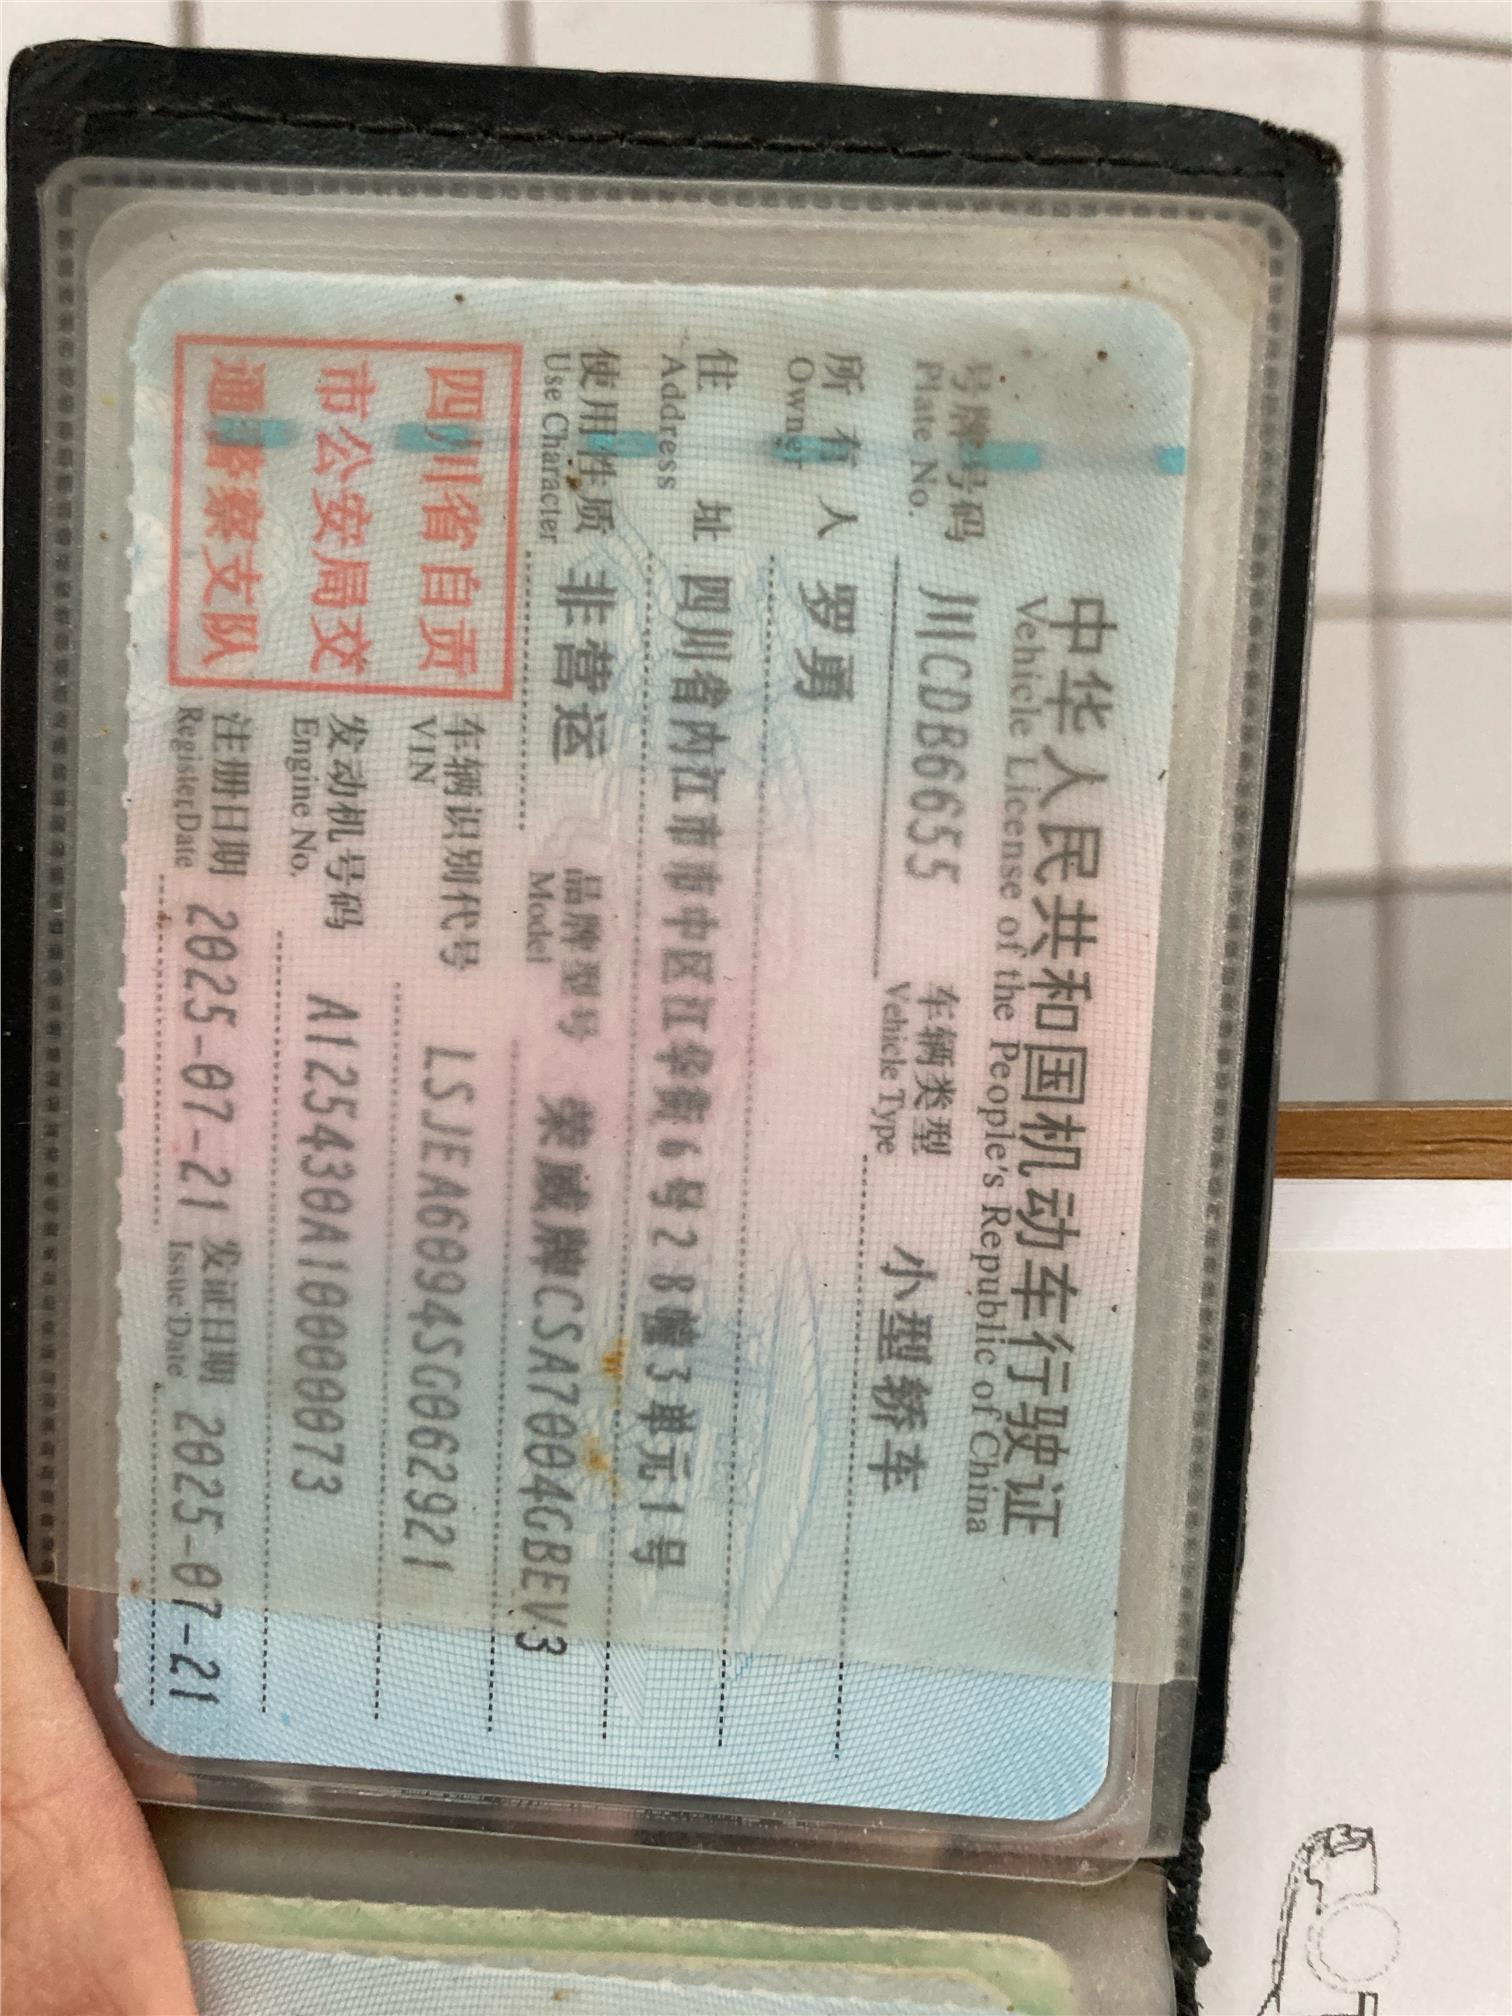 中华人民共和国机动车行驶证
Vehicle License of the People's Republic of China
号牌号码 川CDB6655 车辆类型 小型轿车
Plate No. Vehicle Type
所有人 罗勇
Owner
住址 四川省内江市市中区江华街6号28幢3单元1号
Address
使用性质 非营运 品牌型号 荣威牌CSA7004GBEV3
Use Character Model
四川省自贡
市公安局交
通警察支队
车辆识别代号 LSJEA6094SG062921
VIN
发动机号码 A125430A10000073
Engine No.
注册日期 2025-07-21 发证日期 2025-07-21
Register Date Issue Date